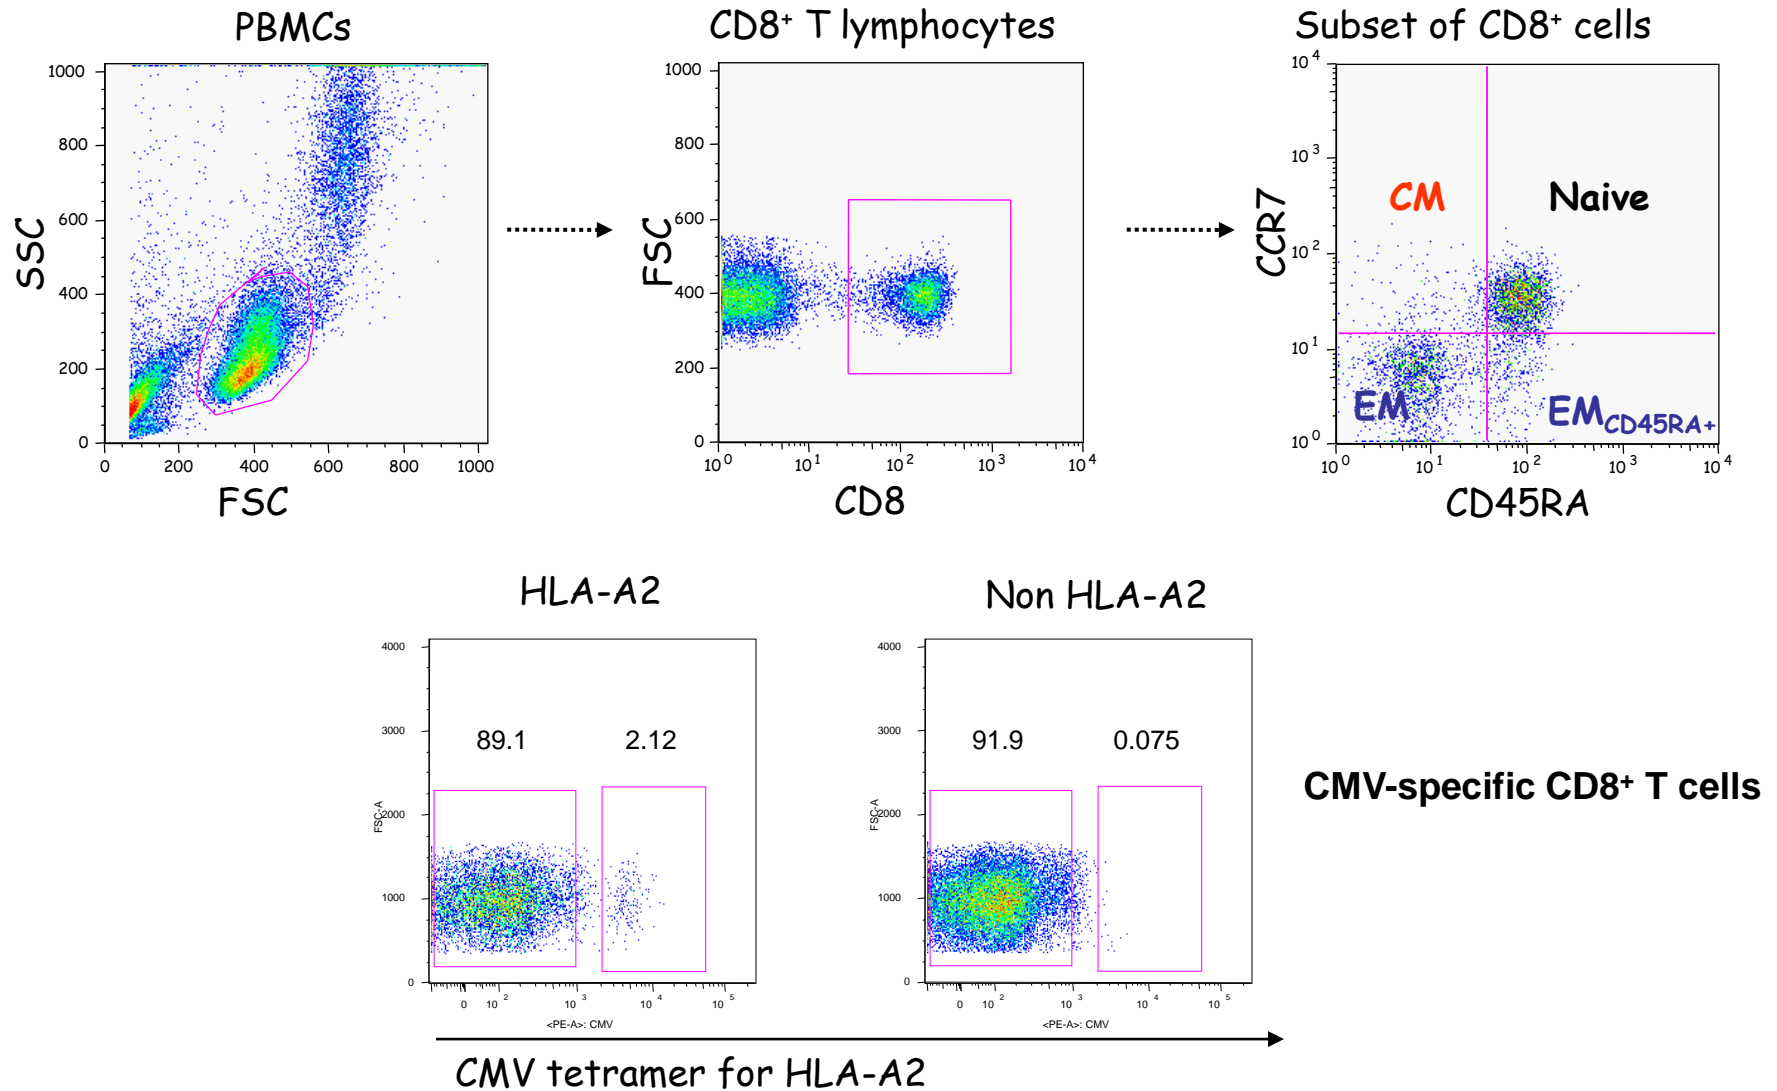 PBMCs
CD8⁺ T lymphocytes
Subset of CD8⁺ cells
SSC
1000
800
600
400
200
0
0 200 400 600 800 1000
FSC
FSC
1000
800
600
400
200
0
10⁰ 10¹ 10² 10³ 10⁴
CD8
CCR7
10⁴
10³
10²
10¹
10⁰
CM Naive
EM EM CD45RA+
10⁰ 10¹ 10² 10³ 10⁴
CD45RA
HLA-A2
Non HLA-A2
FSC-A
4000
3000
2000
1000
0
89.1 2.12
0 10² 10³ 10⁴ 10⁵
<PE-A>: CMV
FSC-A
4000
3000
2000
1000
0
91.9 0.075
0 10² 10³ 10⁴ 10⁵
<PE-A>: CMV
CMV-specific CD8⁺ T cells
CMV tetramer for HLA-A2